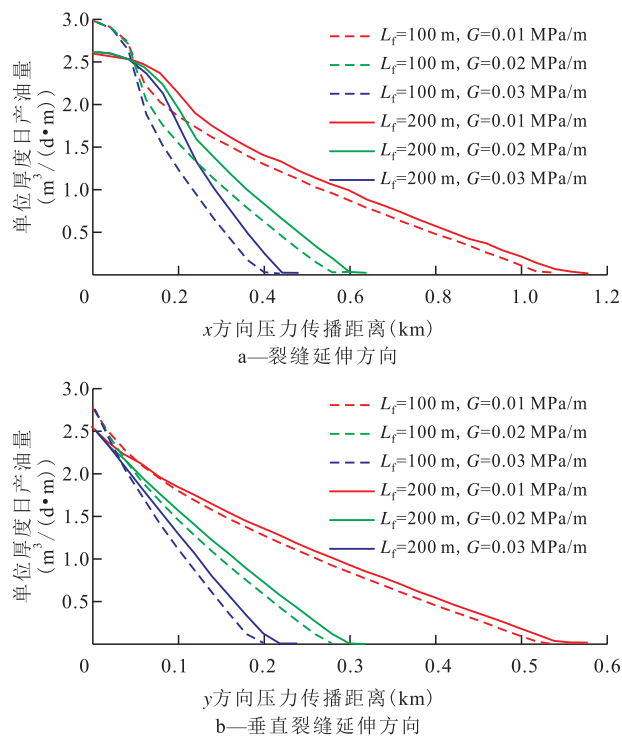 3.0
2.5
2.0
1.5
1.0
0.5
单位厚度日产油量
(m³/(d•m))
Lf=100 m, G=0.01 MPa/m
Lf=100 m, G=0.02 MPa/m
Lf=100 m, G=0.03 MPa/m
Lf=200 m, G=0.01 MPa/m
Lf=200 m, G=0.02 MPa/m
Lf=200 m, G=0.03 MPa/m
0 0.2 0.4 0.6 0.8 1.0 1.2
x方向压力传播距离(km)
a—裂缝延伸方向
3.0
2.5
2.0
1.5
1.0
0.5
单位厚度日产油量
(m³/(d•m))
Lf=100 m, G=0.01 MPa/m
Lf=100 m, G=0.02 MPa/m
Lf=100 m, G=0.03 MPa/m
Lf=200 m, G=0.01 MPa/m
Lf=200 m, G=0.02 MPa/m
Lf=200 m, G=0.03 MPa/m
0 0.1 0.2 0.3 0.4 0.5 0.6
y方向压力传播距离(km)
b—垂直裂缝延伸方向